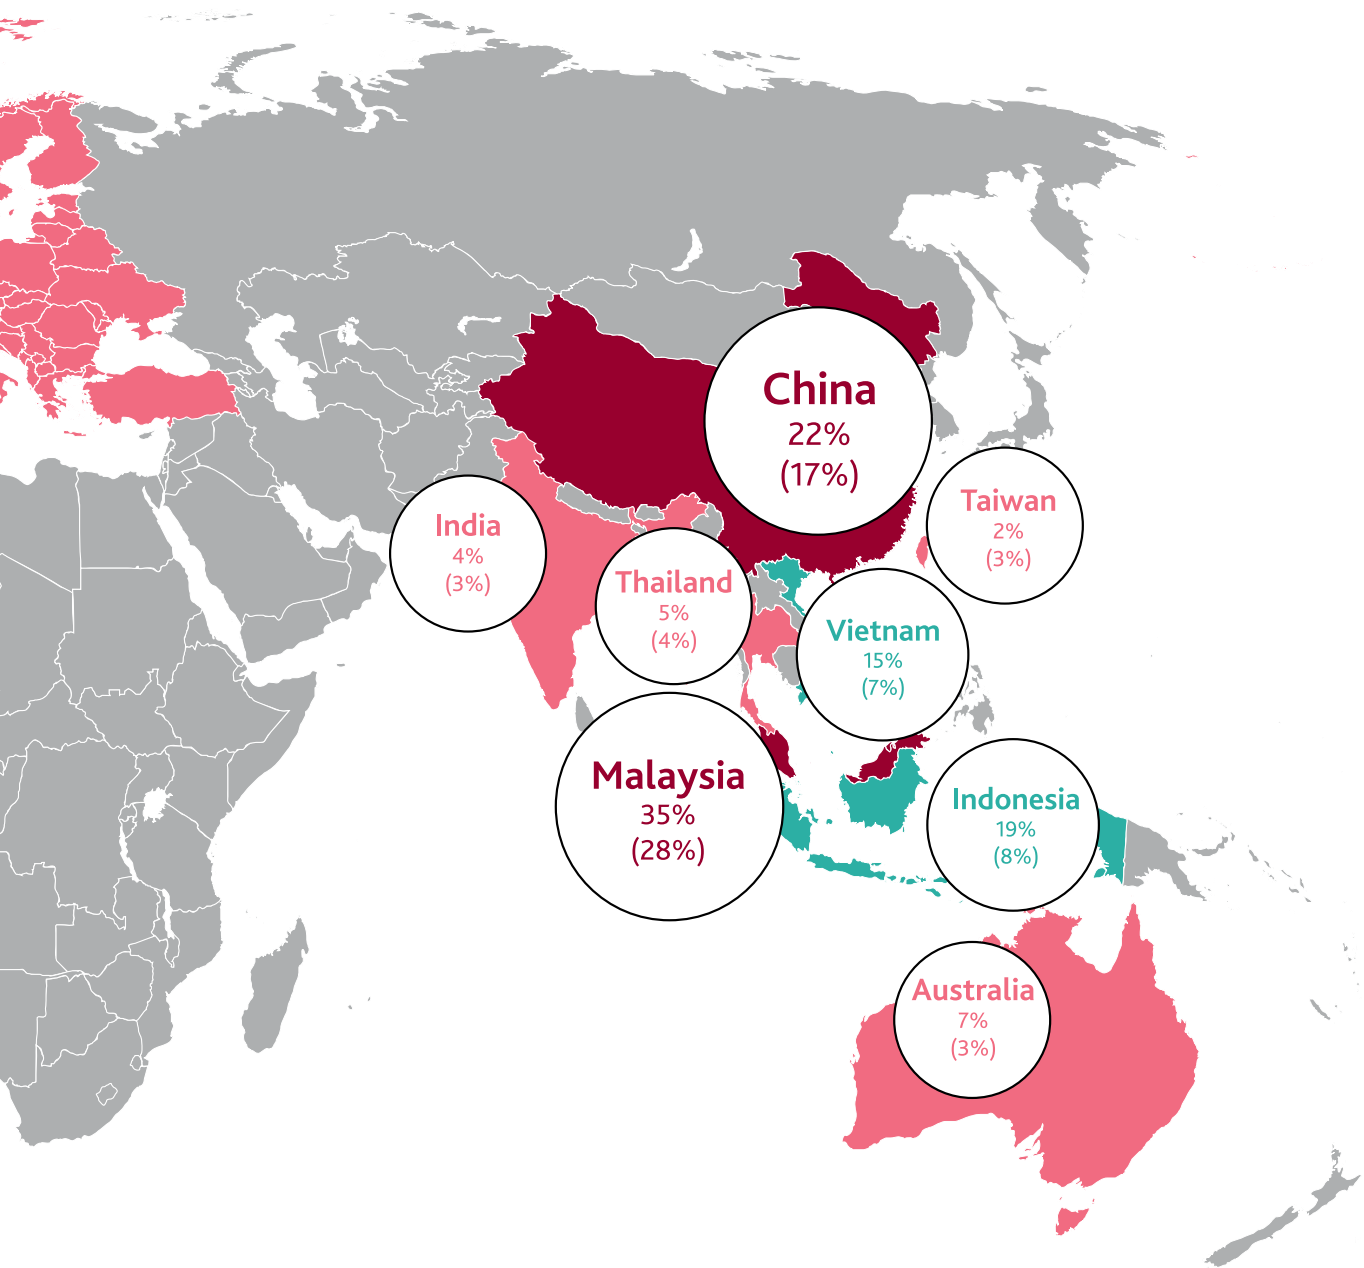 China
22%
(17%)
Taiwan
2%
(3%)
India
4%
(3%)
Thailand
5%
(4%)
Vietnam
15%
(7%)
Malaysia
35%
(28%)
Indonesia
19%
(8%)
Australia
7%
(3%)